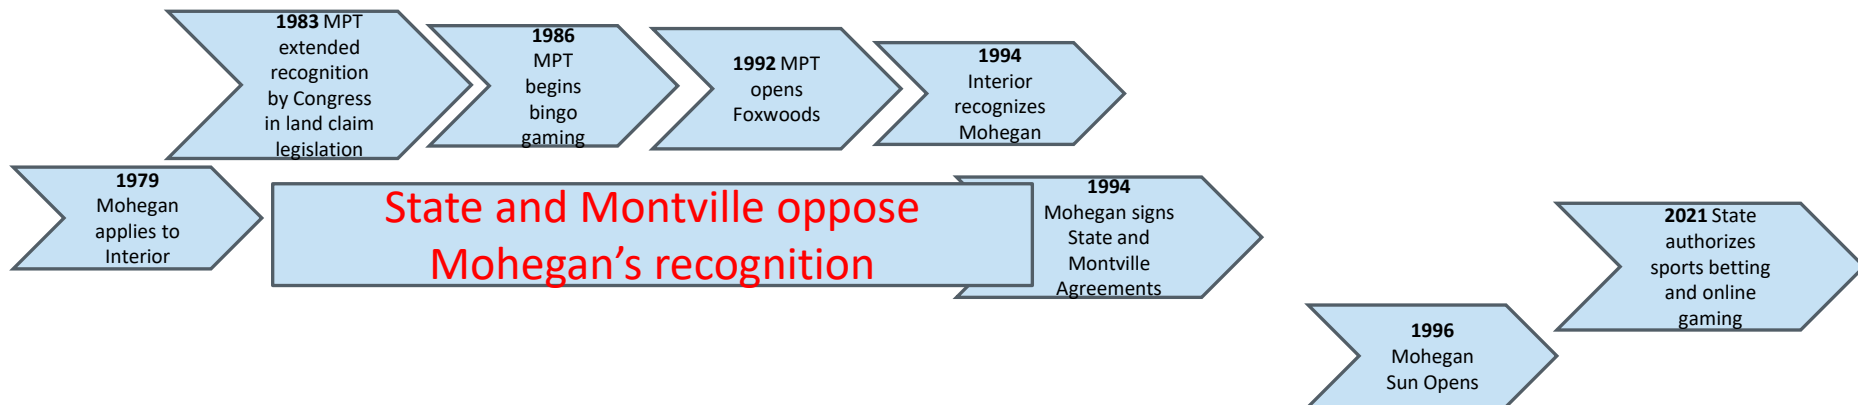 1983 MPT
extended
recognition
by Congress
in land claim
legislation
1986
MPT
begins
bingo
gaming
1992 MPT
opens
Foxwoods
1994
Interior
recognizes
Mohegan
1979
Mohegan
applies to
Interior
State and Montville oppose
Mohegan’s recognition
1994
Mohegan signs
State and
Montville
Agreements
1996
Mohegan
Sun Opens
2021 State
authorizes
sports betting
and online
gaming